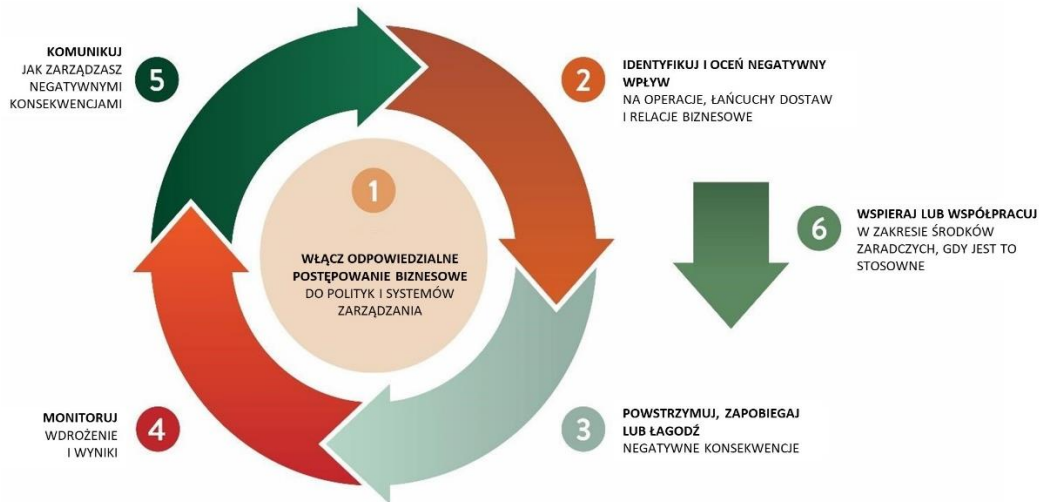 1
WŁĄCZ ODPOWIEDZIALNE
POSTĘPOWANIE BIZNESOWE
DO POLITYK I SYSTEMÓW
ZARZĄDZANIA
2
IDENTYFIKUJ I OCEŃ NEGATYWNY
WPŁYW
NA OPERACJE, ŁAŃCUCHY DOSTAW
I RELACJE BIZNESOWE
3
POWSTRZYMUJ, ZAPOBIEGAJ
LUB ŁAGODŹ
NEGATYWNE KONSEKWENCJE
4
MONITORUJ
WDROŻENIE
I WYNIKI
5
KOMUNIKUJ
JAK ZARZĄDZASZ
NEGATYWNYMI
KONSEKWENCJAMI
6
WSPIERAJ LUB WSPÓŁPRACUJ
W ZAKRESIE ŚRODKÓW
ZARADCZYCH, GDY JEST TO
STOSOWNE